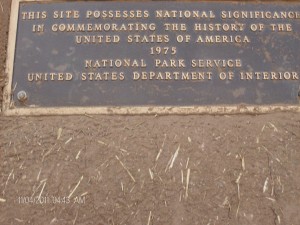 THIS SITE POSSESSES NATIONAL SIGNIFICANCE
IN COMMEMORATING THE HISTORY OF THE
UNITED STATES OF AMERICA
1975
NATIONAL PARK SERVICE
UNITED STATES DEPARTMENT OF INTERIOR